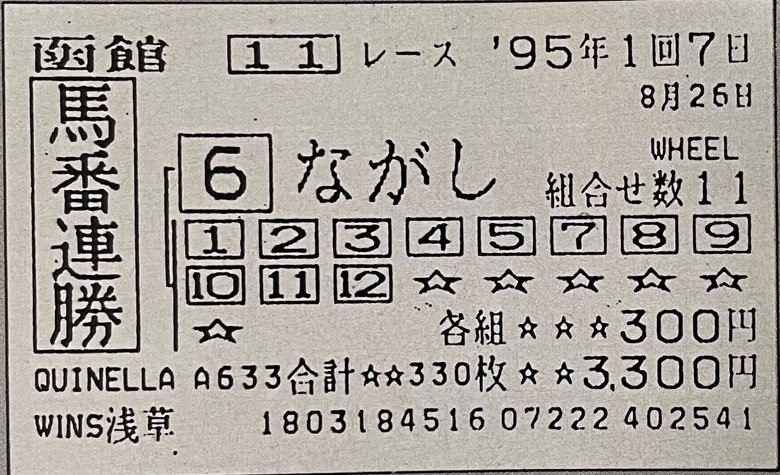 函館 11 レース '95年1回7日
8月26日
馬番連勝
6 ながし WHEEL
組合せ数11
1 2 3 4 5 7 8 9
10 11 12 ☆ ☆ ☆ ☆ ☆
☆ 各組☆☆☆300円
QUINELLA A633合計☆☆330枚☆☆3,300円
WINS浅草 1803184516 07222 402541